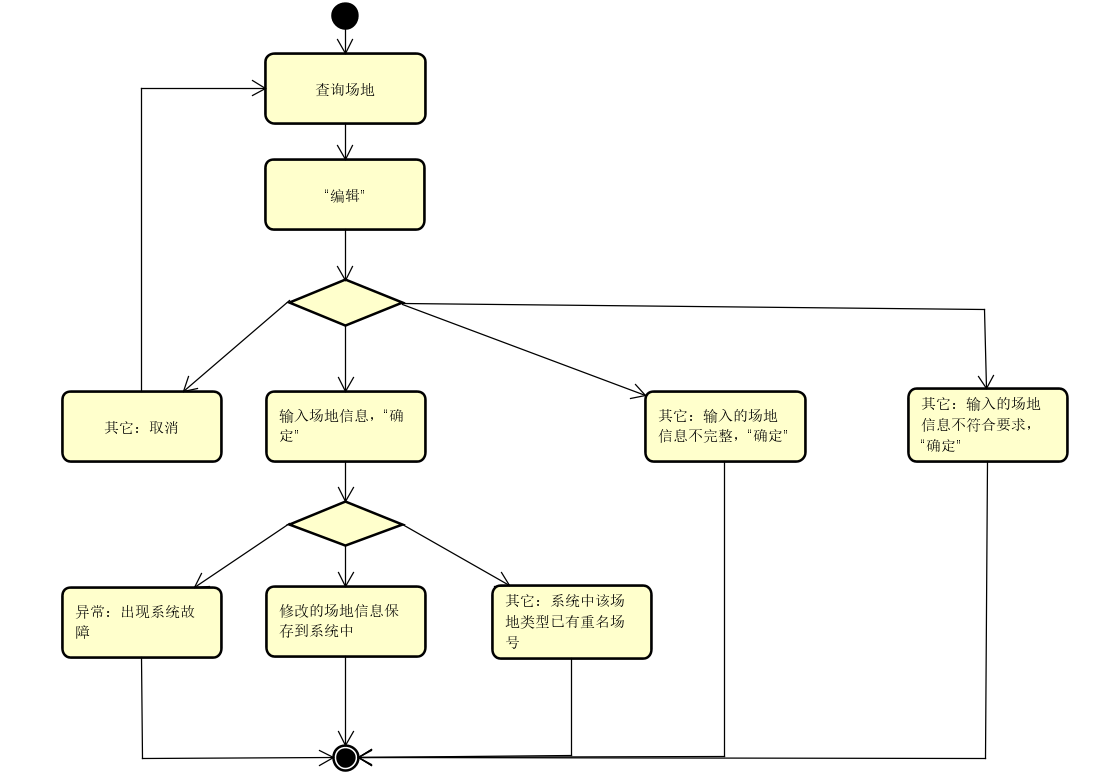 查询场地
“编辑”
其它：取消
输入场地信息，“确
定”
其它：输入的场地
信息不完整，“确定”
其它：输入的场地
信息不符合要求，
“确定”
异常：出现系统故
障
修改的场地信息保
存到系统中
其它：系统中该场
地类型已有重名场
号